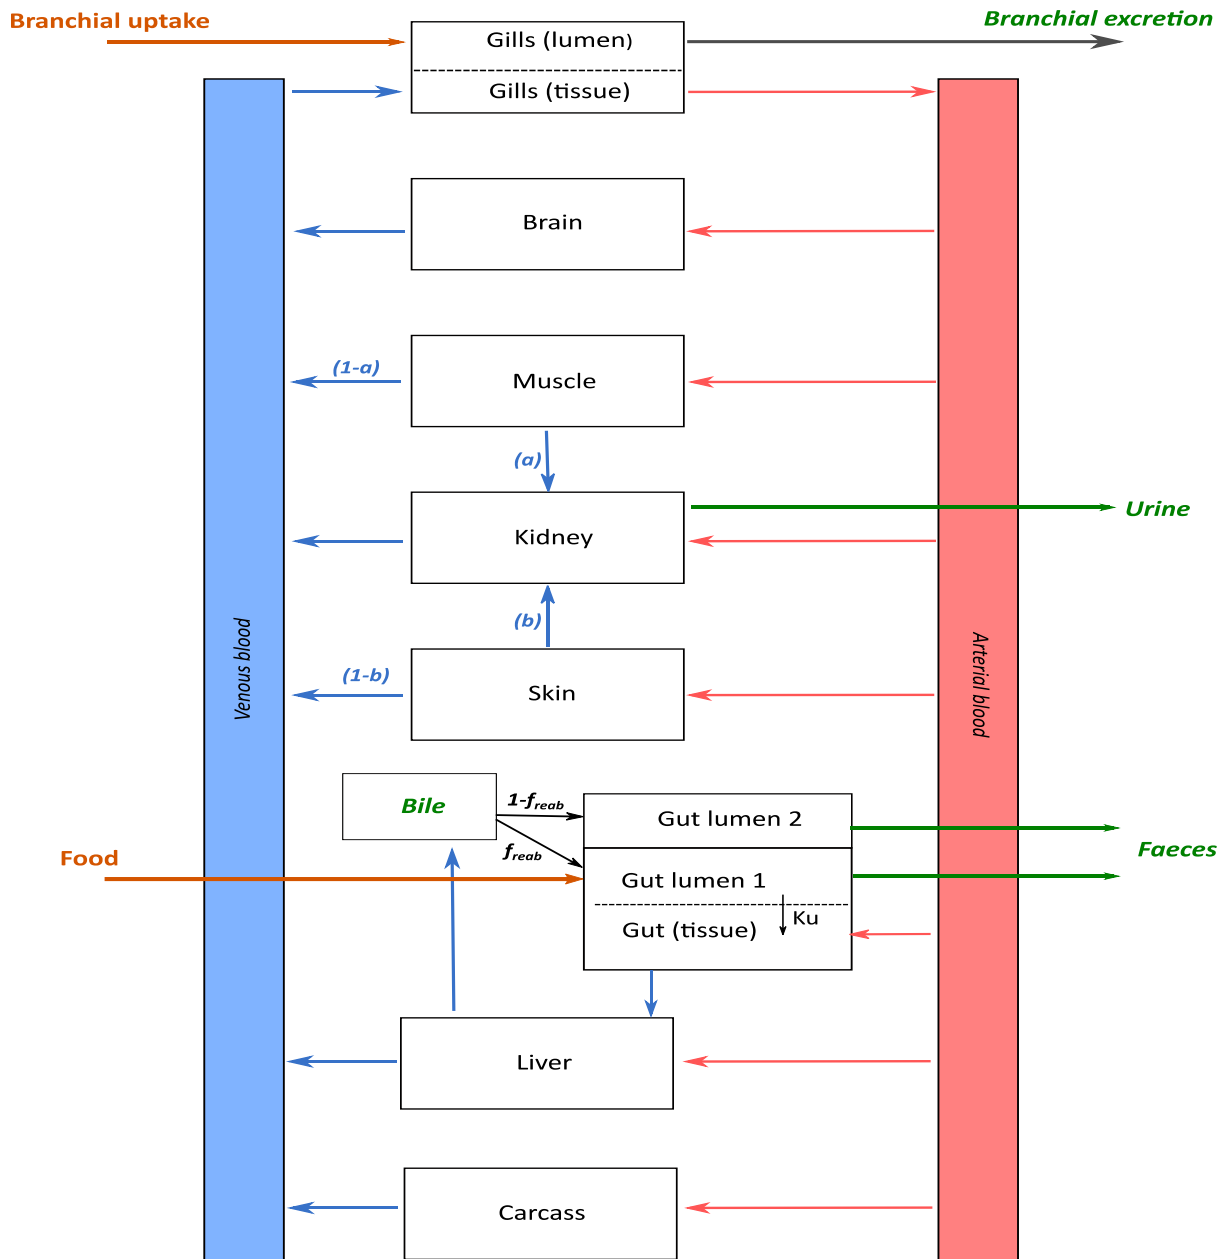 Branchial uptake
Branchial excretion
Gills (lumen)
Gills (tissue)
Brain
(1-a)
Muscle
(a)
Kidney
Urine
(b)
(1-b)
Skin
Venous blood
Arterial blood
Bile
1-freab
Gut lumen 2
freab
Food
Gut lumen 1
Faeces
Ku
Gut (tissue)
Liver
Carcass